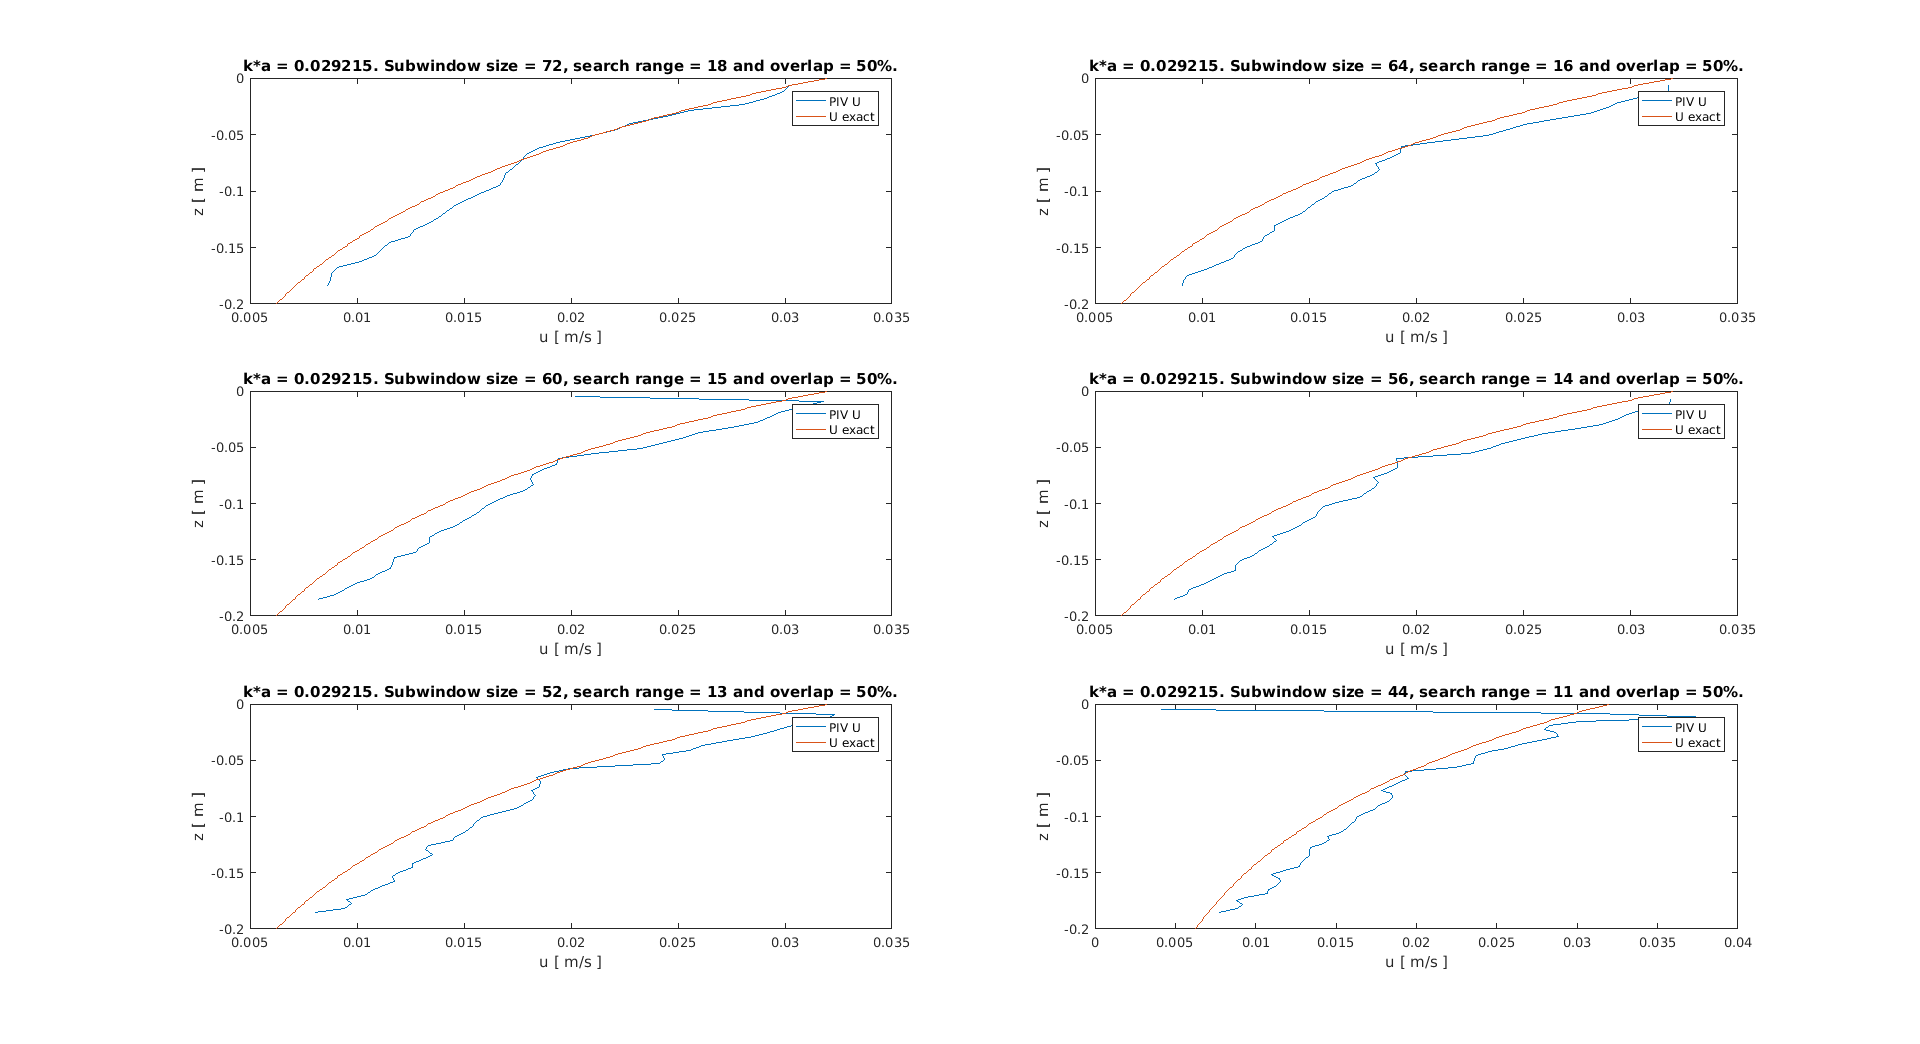 k*a = 0.029215. Subwindow size = 72, search range = 18 and overlap = 50%.
0
-0.05
-0.1
-0.15
-0.2
z [ m ]
PIV U
U exact
0.005 0.01 0.015 0.02 0.025 0.03 0.035
u [ m/s ]
k*a = 0.029215. Subwindow size = 64, search range = 16 and overlap = 50%.
0
-0.05
-0.1
-0.15
-0.2
z [ m ]
PIV U
U exact
0.005 0.01 0.015 0.02 0.025 0.03 0.035
u [ m/s ]
k*a = 0.029215. Subwindow size = 60, search range = 15 and overlap = 50%.
0
-0.05
-0.1
-0.15
-0.2
z [ m ]
PIV U
U exact
0.005 0.01 0.015 0.02 0.025 0.03 0.035
u [ m/s ]
k*a = 0.029215. Subwindow size = 56, search range = 14 and overlap = 50%.
0
-0.05
-0.1
-0.15
-0.2
z [ m ]
PIV U
U exact
0.005 0.01 0.015 0.02 0.025 0.03 0.035
u [ m/s ]
k*a = 0.029215. Subwindow size = 52, search range = 13 and overlap = 50%.
0
-0.05
-0.1
-0.15
-0.2
z [ m ]
PIV U
U exact
0.005 0.01 0.015 0.02 0.025 0.03 0.035
u [ m/s ]
k*a = 0.029215. Subwindow size = 44, search range = 11 and overlap = 50%.
0
-0.05
-0.1
-0.15
-0.2
z [ m ]
PIV U
U exact
0 0.005 0.01 0.015 0.02 0.025 0.03 0.035 0.04
u [ m/s ]